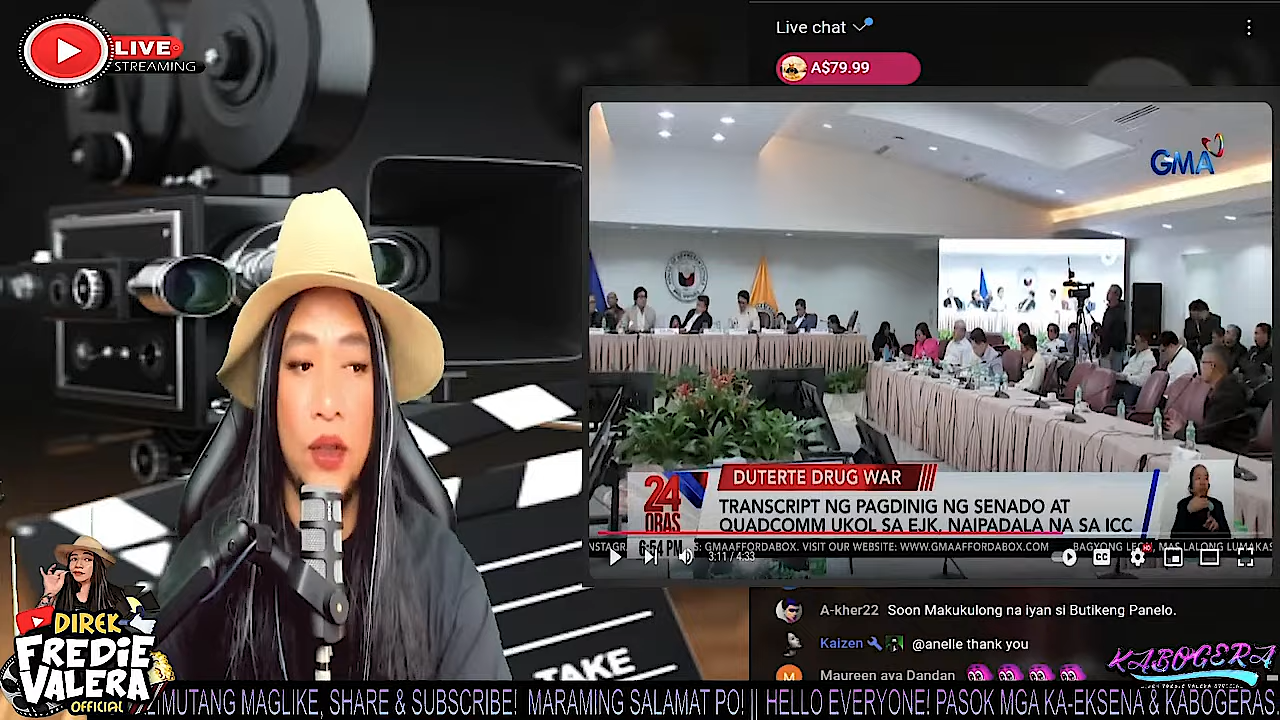 LIVE
STREAMING
Live chat
A$79.99
GMA
DUTERTE DRUG WAR
24
ORAS
TRANSCRIPT NG PAGDINIG NG SENADO AT
QUADCOMM UKOL SA EJK, NAIPADALA NA SA ICC
6:54 PM
: GMAAFFORDABOX. VISIT OUR WEBSITE: WWW.GMAAFFORDABOX.COM
3:11 / 4:33
A-kher22 Soon Makukulong na iyan si Butikeng Panelo.
Kaizen @anelle thank you
Maureen aya Dandan
KABOGERA
DIREK
FREDIE
VALERA
OFFICIAL
TAKE
MUTANG MAGLIKE, SHARE & SUBSCRIBE! MARAMING SALAMAT PO! || HELLO EVERYONE! PASOK MGA KA-EKSENA & KABOGERAS.